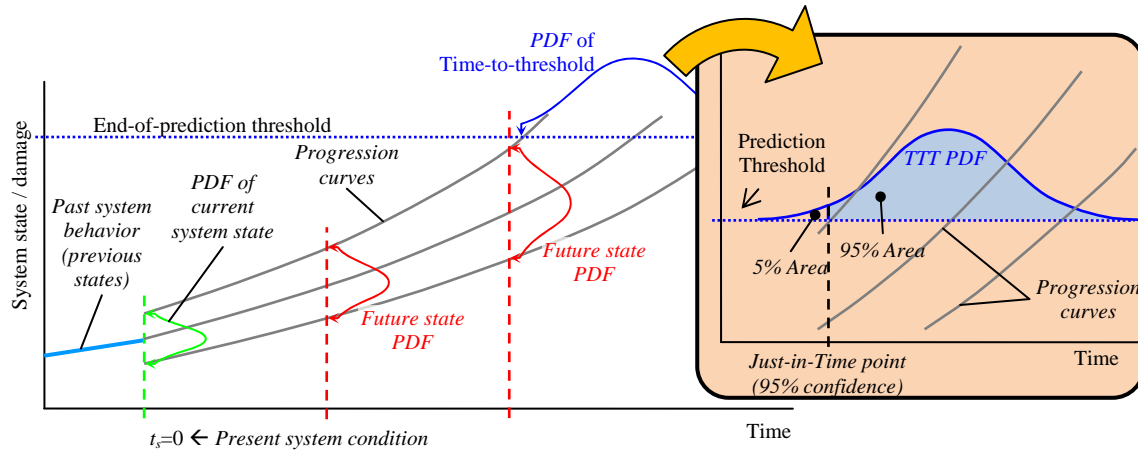 PDF of
Time-to-threshold
End-of-prediction threshold
Progression
curves
PDF of
current
system state
Past system
behavior
(previous
states)
System state / damage
Future state
PDF
Future state
PDF
Time
ts=0 ← Present system condition
Prediction
Threshold
TTT PDF
5% Area
95% Area
Progression
curves
Time
Just-in-Time point
(95% confidence)